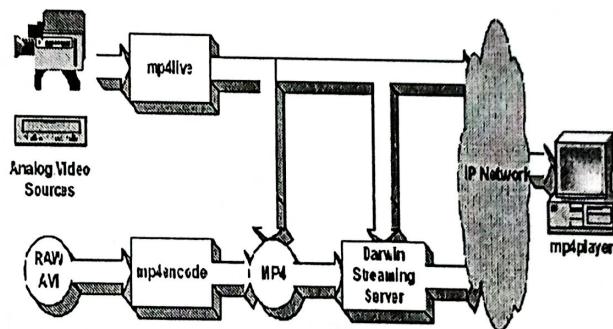 mp4live
Analog Video
Sources
IP Network
mp4player
RAW
AVI
mp4encode
MP4
Darwin
Streaming
Server